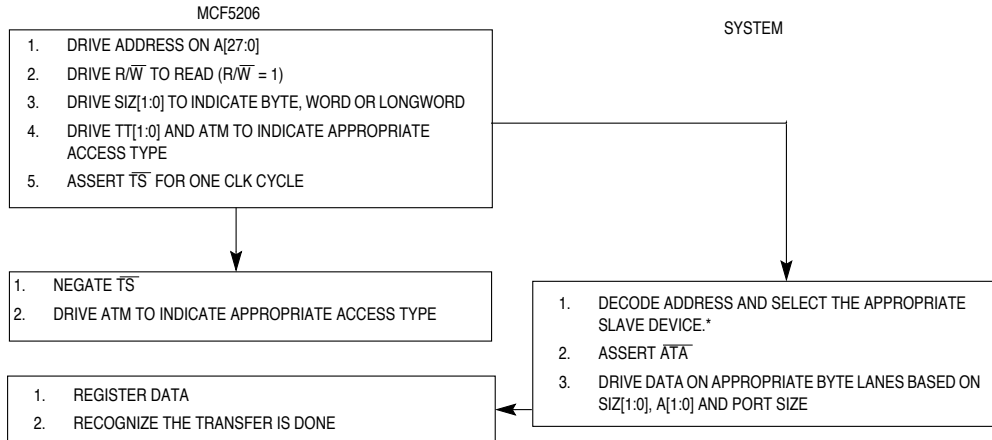 MCF5206
SYSTEM
1. DRIVE ADDRESS ON A[27:0]
2. DRIVE R/W̅ TO READ (R/W̅ = 1)
3. DRIVE SIZ[1:0] TO INDICATE BYTE, WORD OR LONGWORD
4. DRIVE TT[1:0] AND ATM TO INDICATE APPROPRIATE
ACCESS TYPE
5. ASSERT T̅S̅ FOR ONE CLK CYCLE
1. NEGATE T̅S̅
2. DRIVE ATM TO INDICATE APPROPRIATE ACCESS TYPE
1. DECODE ADDRESS AND SELECT THE APPROPRIATE
SLAVE DEVICE.*
2. ASSERT A̅T̅A̅
3. DRIVE DATA ON APPROPRIATE BYTE LANES BASED ON
SIZ[1:0], A[1:0] AND PORT SIZE
1. REGISTER DATA
2. RECOGNIZE THE TRANSFER IS DONE